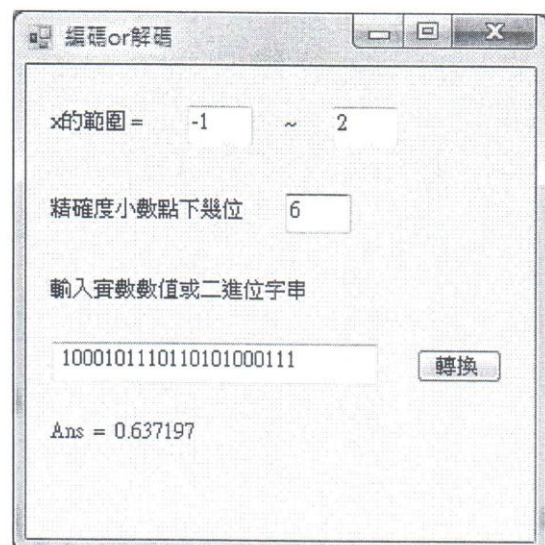 編碼or解碼
x的範圍 = -1 ~ 2
精確度小數點下幾位 6
輸入實數數值或二進位字串
1000101110110101000111 轉換
Ans = 0.637197